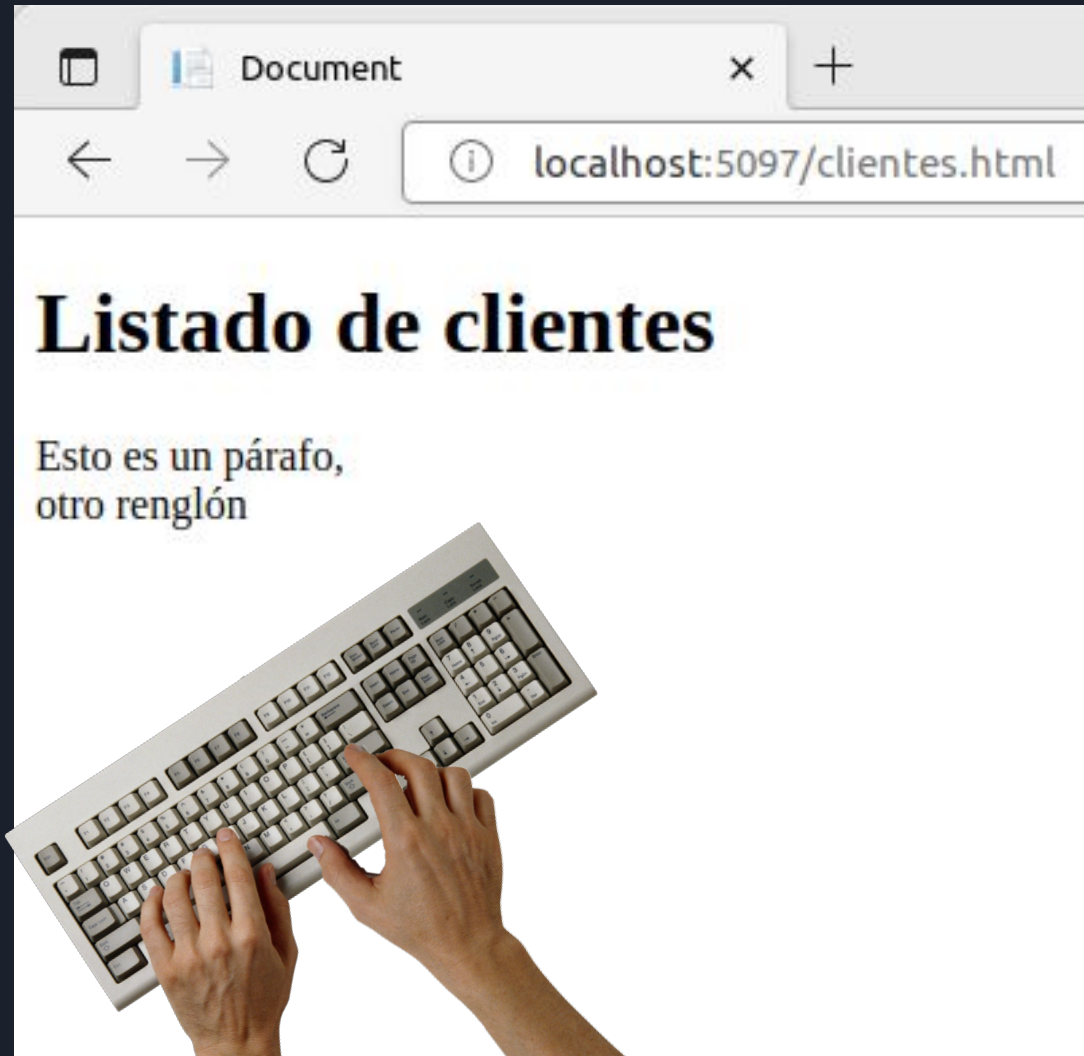 Document
localhost:5097/clientes.html
Listado de clientes
Esto es un párafo,
otro renglón